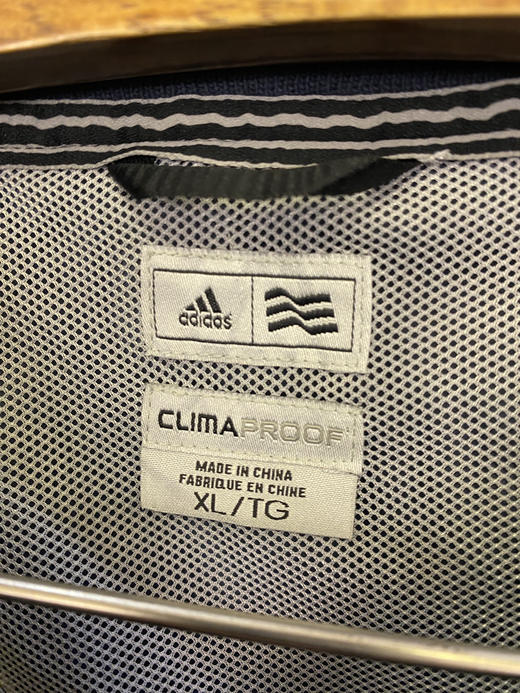 adidas
CLIMAPROOF
MADE IN CHINA
FABRIQUE EN CHINE
XL/TG